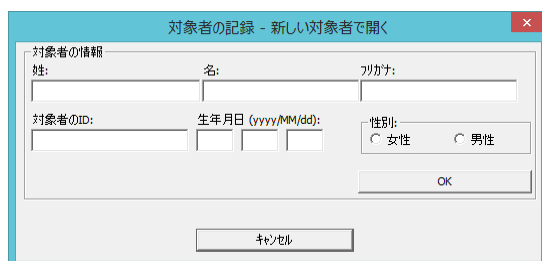 対象者の記録 - 新しい対象者で開く
対象者の情報
姓: 名: フリガナ:
対象者のID: 生年月日 (yyyy/MM/dd): 性別:
女性 男性
OK
キャンセル